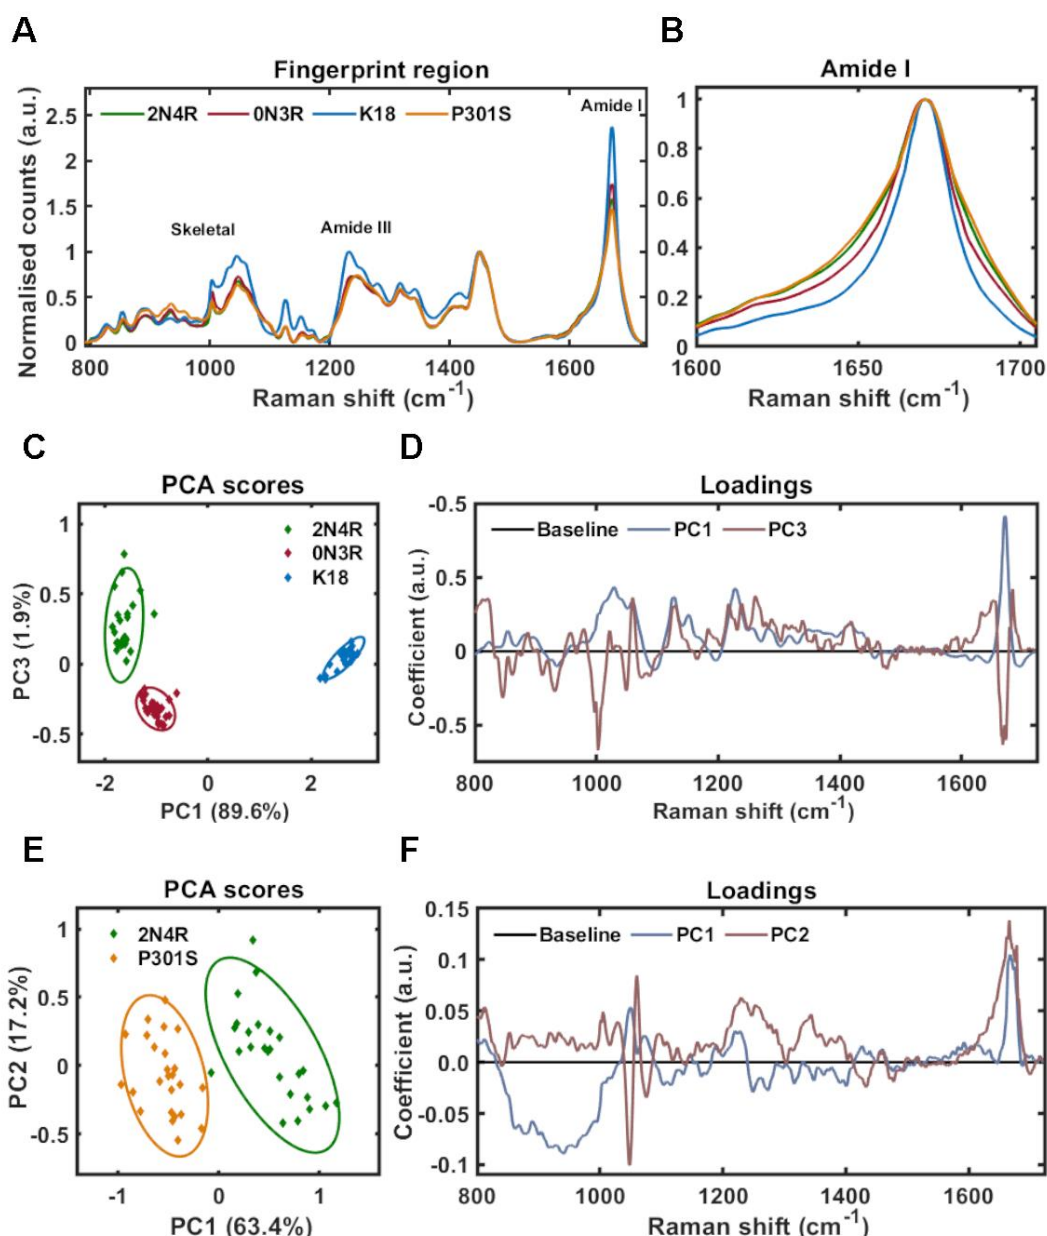 A
B
Fingerprint region
Amide I
2N4R
0N3R
K18
P301S
Amide I
Skeletal
Amide III
Normalised counts (a.u.)
2.5
2
1.5
1
0.5
0
800
1000
1200
1400
1600
Raman shift (cm-1)
1
0.8
0.6
0.4
0.2
0
1600
1650
1700
Raman shift (cm-1)
C
D
PCA scores
Loadings
2N4R
0N3R
K18
PC3 (1.9%)
1
0.5
0
-0.5
-2
0
2
PC1 (89.6%)
Baseline
PC1
PC3
Coefficient (a.u.)
-0.5
0.5
0
-0.5
800
1000
1200
1400
1600
Raman shift (cm-1)
E
F
PCA scores
Loadings
2N4R
P301S
PC2 (17.2%)
1
0.5
0
-0.5
-1
0
1
PC1 (63.4%)
Baseline
PC1
PC2
Coefficient (a.u.)
0.15
0.1
0.05
0.0
-0.05
-0.1
800
1000
1200
1400
1600
Raman shift (cm-1)